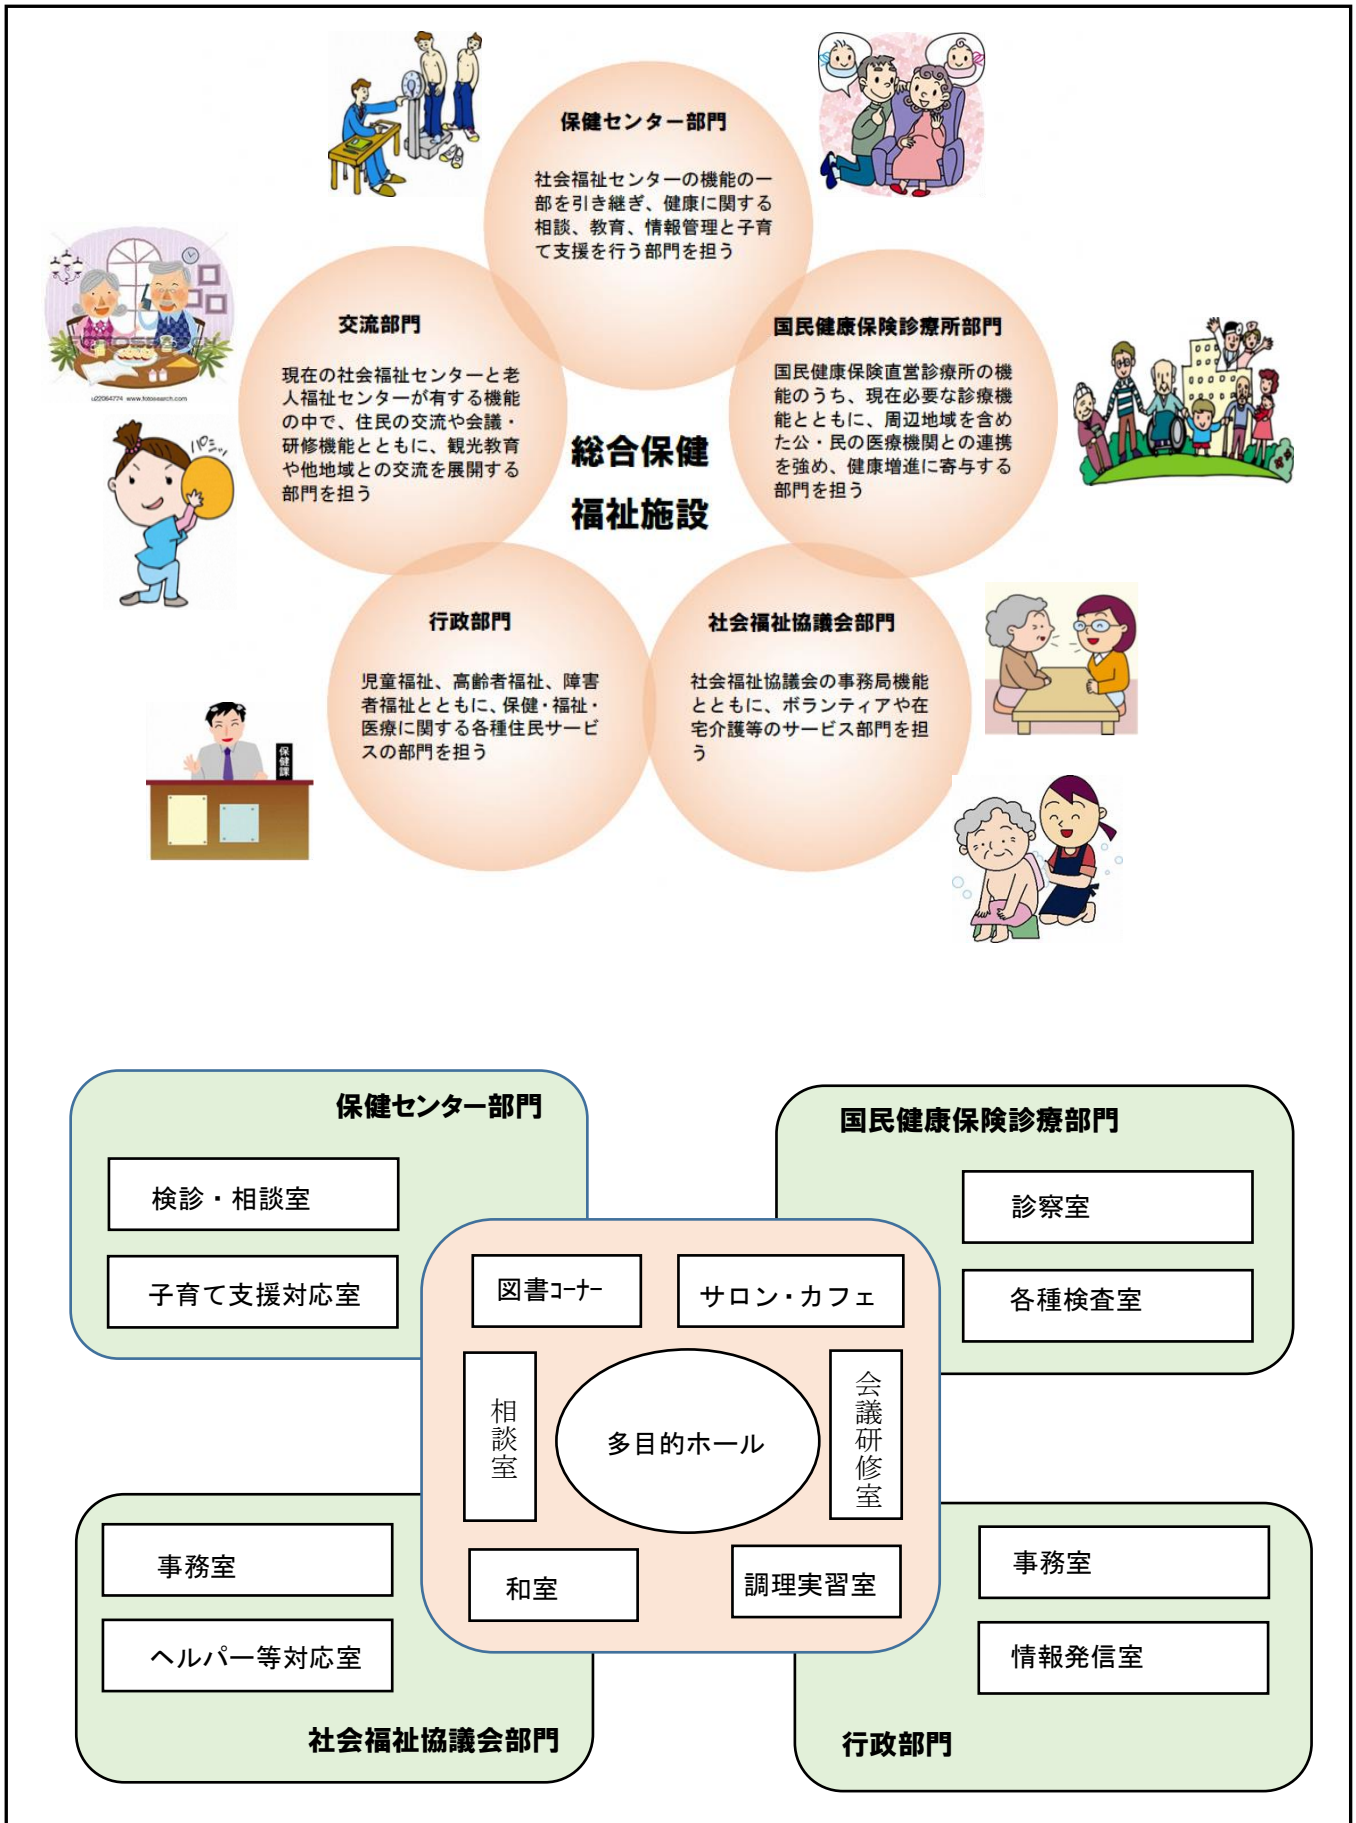 保健センター部門
社会福祉センターの機能の一
部を引き継ぎ、健康に関する
相談、教育、情報管理と子育
て支援を行う部門を担う
交流部門
現在の社会福祉センターと老
人福祉センターが有する機能
の中で、住民の交流や会議・
研修機能とともに、観光教育
や他地域との交流を展開する
部門を担う
国民健康保険診療所部門
国民健康保険直営診療所の機
能のうち、現在必要な診療機
能とともに、周辺地域を含め
た公・民の医療機関との連携
を強め、健康増進に寄与する
部門を担う
総合保健
福祉施設
行政部門
児童福祉、高齢者福祉、障害
者福祉とともに、保健・福祉・
医療に関する各種住民サービ
スの部門を担う
社会福祉協議会部門
社会福祉協議会の事務局機能
とともに、ボランティアや在
宅介護等のサービス部門を担
う
FOTOSEARCH
u22064774 www.fotosearch.com
保健課
保健センター部門
検診・相談室
子育て支援対応室
国民健康保険診療部門
診察室
各種検査室
図書コーナー
サロン・カフェ
相談室
多目的ホール
会議研修室
和室
調理実習室
事務室
ヘルパー等対応室
社会福祉協議会部門
事務室
情報発信室
行政部門